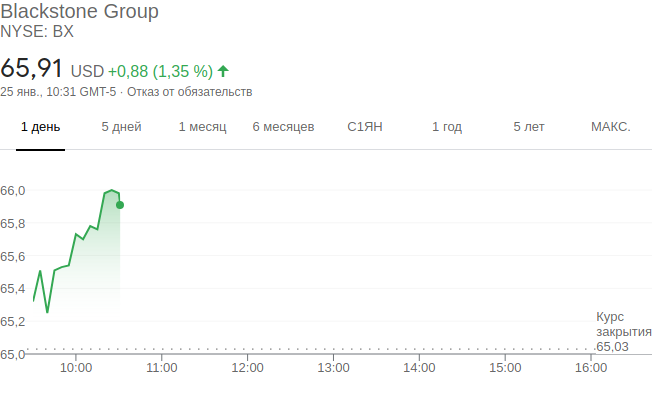 Blackstone Group
NYSE: BX
65,91 USD +0,88 (1,35 %)
25 янв., 10:31 GMT-5 · Отказ от обязательств
1 день 5 дней 1 месяц 6 месяцев С1ЯН 1 год 5 лет МАКС.
66,0
65,8
65,6
65,4
65,2
65,0
Курс
закрытия
65,03
10:00 11:00 12:00 13:00 14:00 15:00 16:00